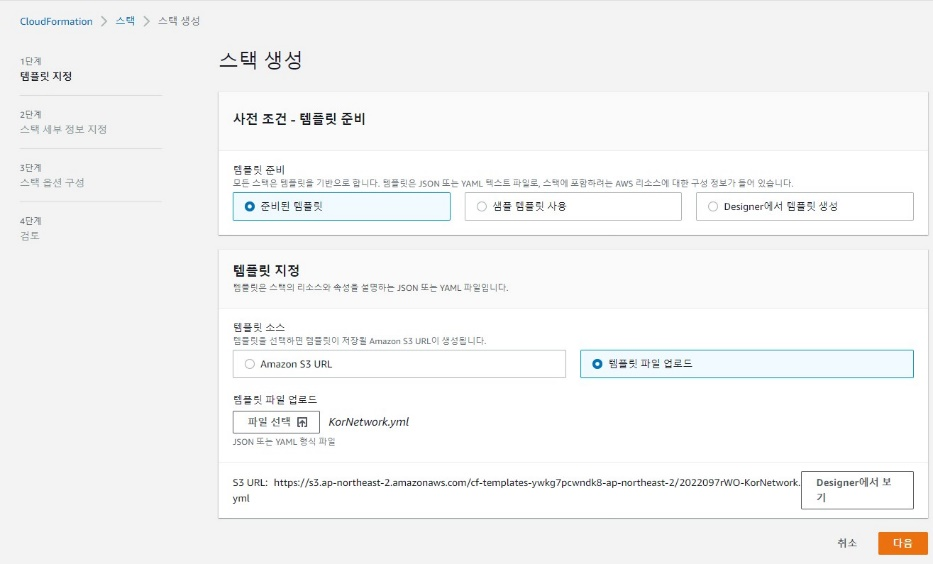 CloudFormation > 스택 > 스택 생성
1단계
템플릿 지정
2단계
스택 세부 정보 지정
3단계
스택 옵션 구성
4단계
검토
스택 생성
사전 조건 - 템플릿 준비
템플릿 준비
모든 스택은 템플릿을 기반으로 합니다. 템플릿은 JSON 또는 YAML 텍스트 파일로, 스택에 포함하려는 AWS 리소스에 대한 구성 정보가 들어 있습니다.
준비된 템플릿
샘플 템플릿 사용
Designer에서 템플릿 생성
템플릿 지정
템플릿은 스택의 리소스와 속성을 설명하는 JSON 또는 YAML 파일입니다.
템플릿 소스
템플릿을 선택하면 템플릿이 저장될 Amazon S3 URL이 생성됩니다.
Amazon S3 URL
템플릿 파일 업로드
템플릿 파일 업로드
파일 선택 KorNetwork.yml
JSON 또는 YAML 형식 파일
S3 URL: https://s3.ap-northeast-2.amazonaws.com/cf-templates-ywkg7pcwndk8-ap-northeast-2/2022097rWO-KorNetwork.
yml
Designer에서 보
기
취소
다음